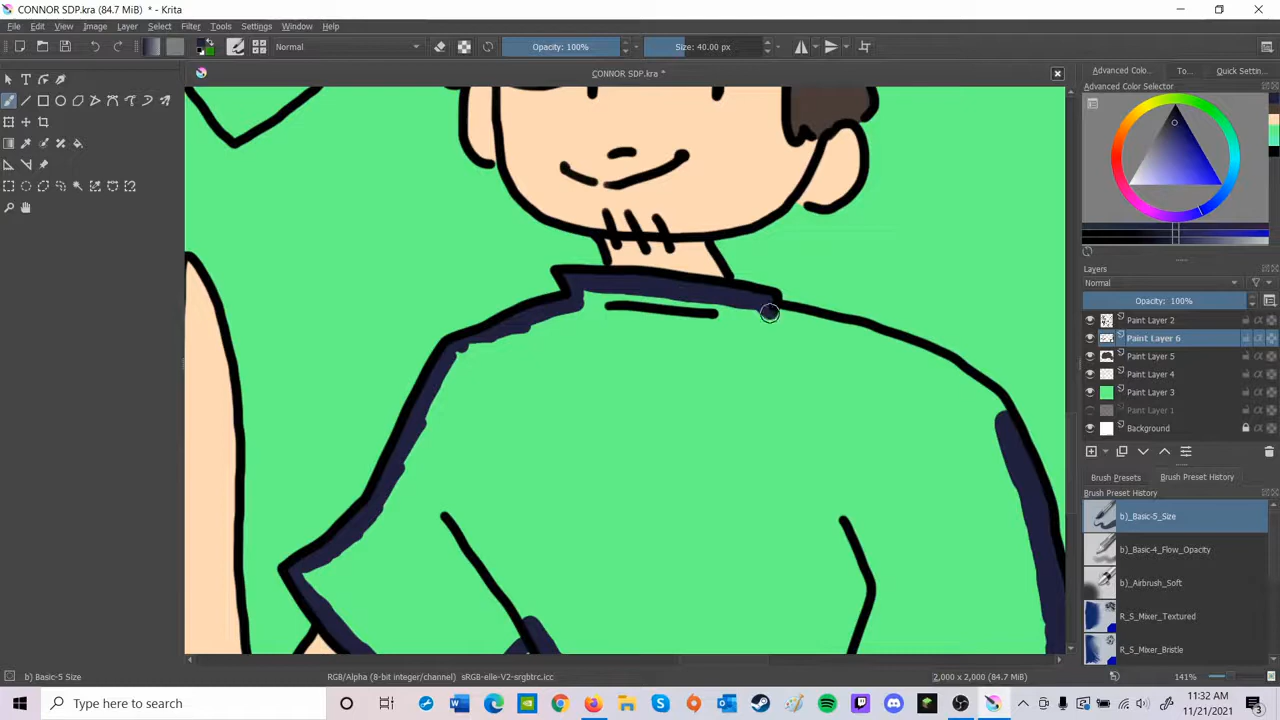 CONNOR SDP.kra (84.7 MiB) * - Krita
File Edit View Image Layer Select Filter Tools Settings Window Help
Normal
Opacity: 100%
Size: 40.00 px
CONNOR SDP.kra *
Advanced Colo...
To...
Quick Settin...
Advanced Color Selector
Layers
Normal
Opacity: 100%
Paint Layer 2
Paint Layer 6
Paint Layer 5
Paint Layer 4
Paint Layer 3
Paint Layer 1
Background
Brush Presets
Brush Preset History
Brush Preset History
b)_Basic-5_Size
b)_Basic-4_Flow_Opacity
b)_Airbrush_Soft
R_S_Mixer_Textured
R_S_Mixer_Bristle
b) Basic-5 Size
RGB/Alpha (8-bit integer/channel) sRGB-elle-V2-srgbtrc.icc
2,000 x 2,000 (84.7 MiB)
141%
Type here to search
11:32 AM
11/21/2021
3